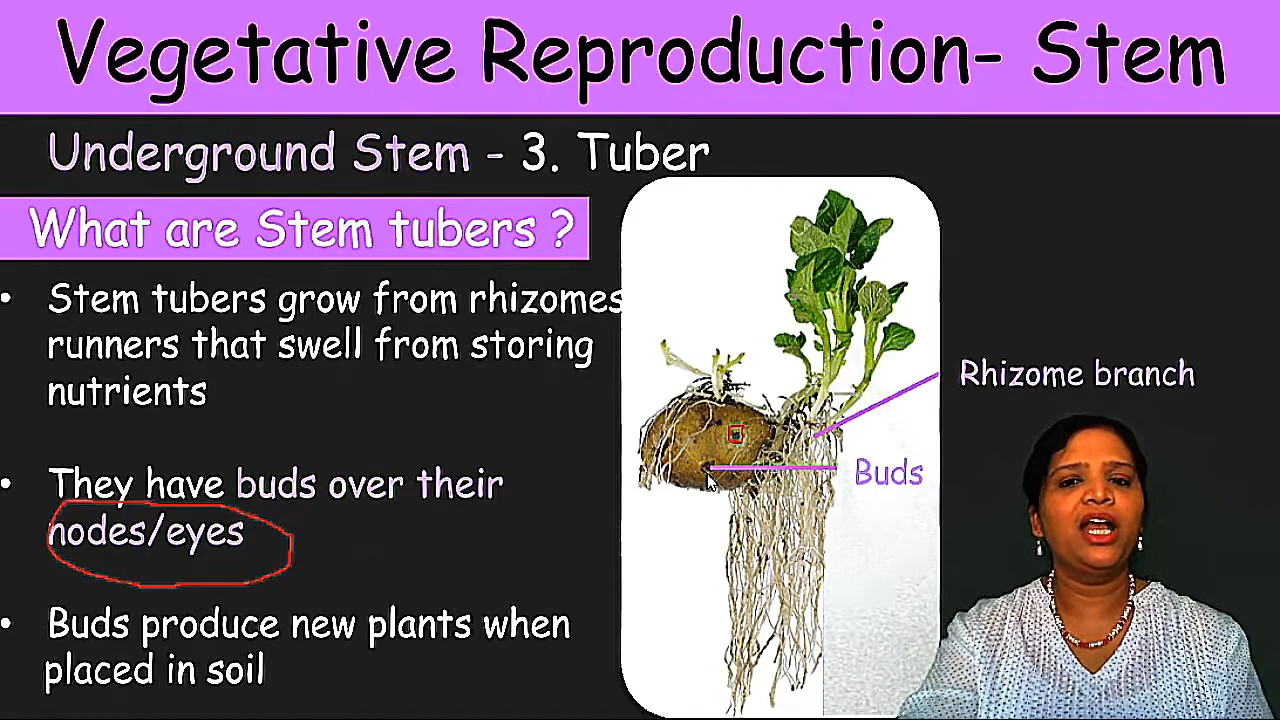 Vegetative Reproduction- Stem
Underground Stem - 3. Tuber
What are Stem tubers ?
• Stem tubers grow from rhizomes
runners that swell from storing
nutrients
• They have buds over their
nodes/eyes
• Buds produce new plants when
placed in soil
Rhizome branch
Buds